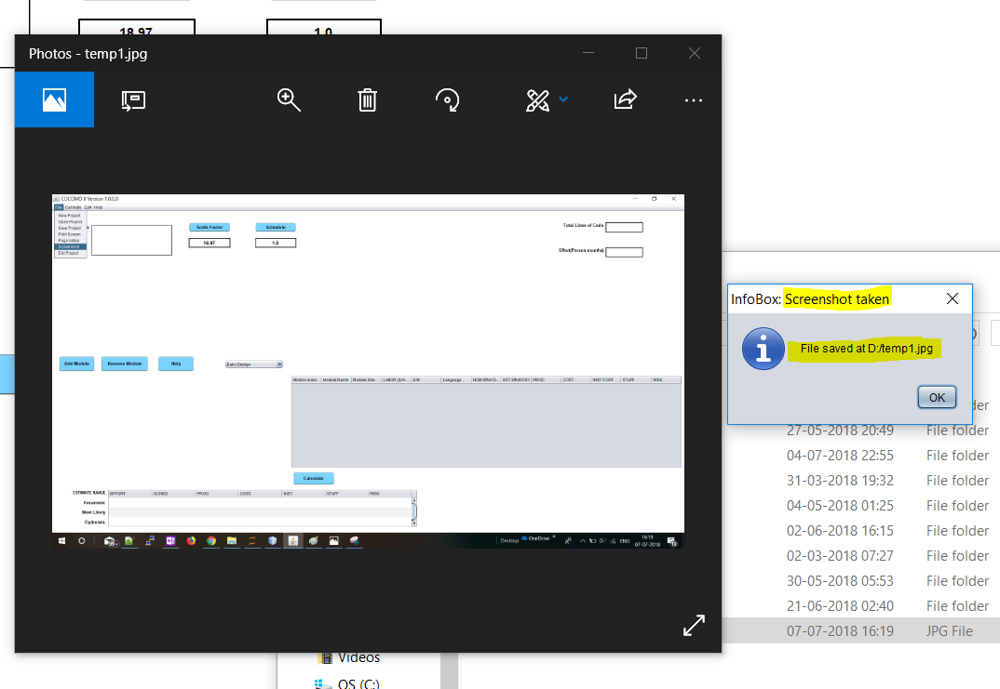 18.97 1.0
Photos - temp1.jpg
COCOMO II Version 1.0.0.0
File Calibrate Edit Help
New Project
Open Project
Save Project
Print Screen
Page setup
Screenshot
Exit Project
Scale Factor Schedule
18.97 1.0
Total Lines of Code
Effort(Person months)
Add Module Remove Module Help Early-Design
Module Index Module Name Module Size LABOR ($/m... EAF Language NOM Effort D... EST Effort DEV PROD COST INST COST STAFF RISK
Calculate
ESTIMATE RANGE EFFORT SCHED PROD COST INST STAFF RISK
Pessimistic
Most Likely
Optimistic
Desktop OneDrive ENG 16:19
07-07-2018
InfoBox: Screenshot taken
File saved at D:/temp1.jpg
OK
27-05-2018 20:49 File folder
04-07-2018 22:55 File folder
31-03-2018 19:32 File folder
04-05-2018 01:25 File folder
02-06-2018 16:15 File folder
02-03-2018 07:27 File folder
30-05-2018 05:53 File folder
21-06-2018 02:40 File folder
07-07-2018 16:19 JPG File
Videos
OS (C:)